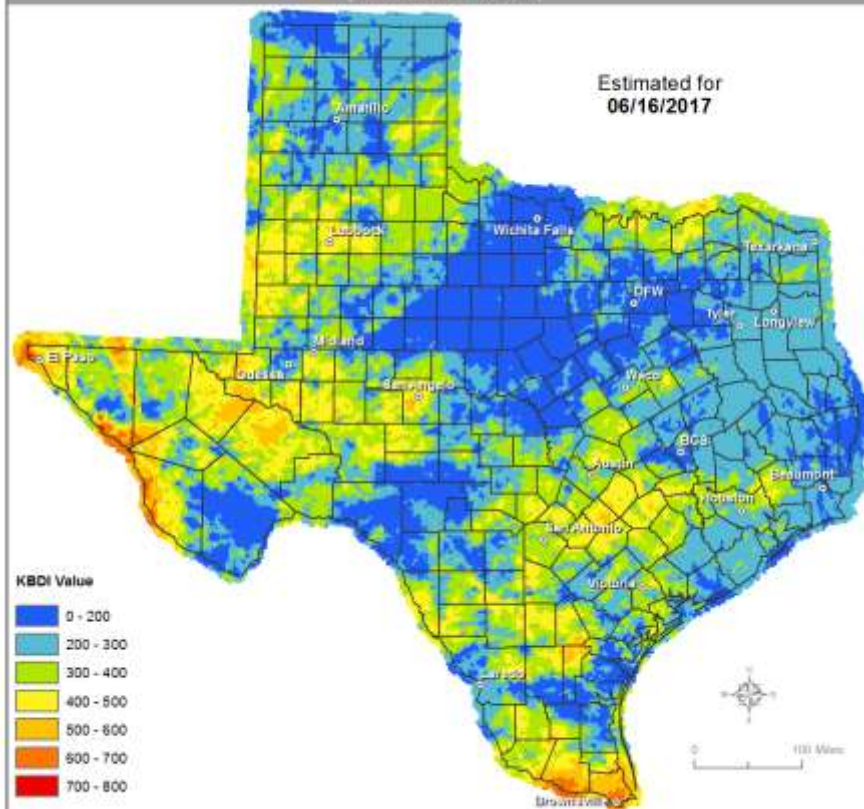 Estimated for
06/16/2017
Amarillo
Lubbock
Wichita Falls
Texarkana
DFW
Tyler
Longview
El Paso
Midland
Odessa
San Angelo
Waco
BCS
Austin
Beaumont
Houston
San Antonio
Victoria
Laredo
Brownsville
KBDI Value
0 - 200
200 - 300
300 - 400
400 - 500
500 - 600
600 - 700
700 - 800
0 100 Miles